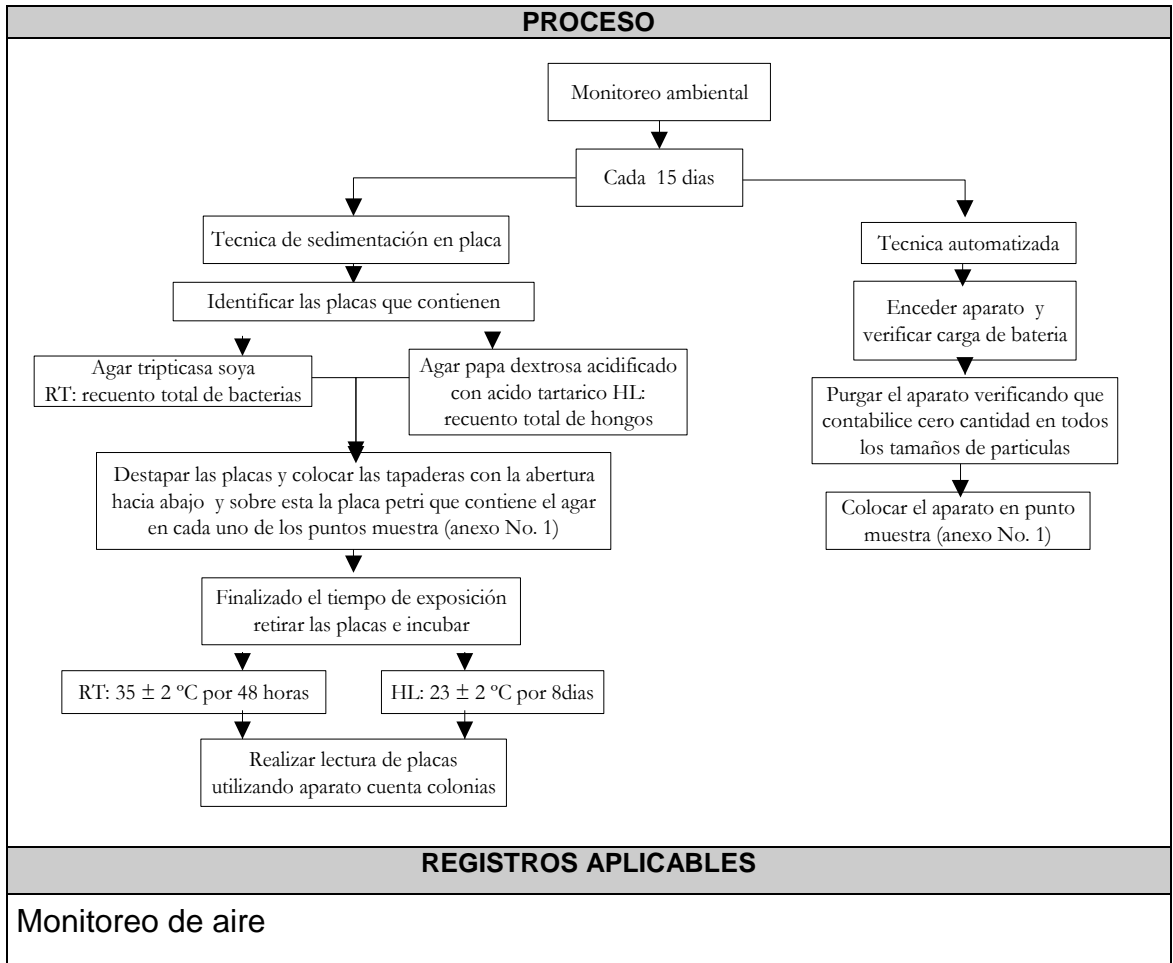 PROCESO
Monitoreo ambiental
Cada 15 dias
Tecnica de sedimentación en placa
Identificar las placas que contienen
Agar tripticasa soya
RT: recuento total de bacterias
Agar papa dextrosa acidificado
con acido tartarico HL:
recuento total de hongos
Destapar las placas y colocar las tapaderas con la abertura
hacia abajo y sobre esta la placa petri que contiene el agar
en cada uno de los puntos muestra (anexo No. 1)
Finalizado el tiempo de exposición
retirar las placas e incubar
RT: 35 ± 2 ºC por 48 horas
HL: 23 ± 2 ºC por 8dias
Realizar lectura de placas
utilizando aparato cuenta colonias
Tecnica automatizada
Enceder aparato y
verificar carga de bateria
Purgar el aparato verificando que
contabilice cero cantidad en todos
los tamaños de particulas
Colocar el aparato en punto
muestra (anexo No. 1)
REGISTROS APLICABLES
Monitoreo de aire